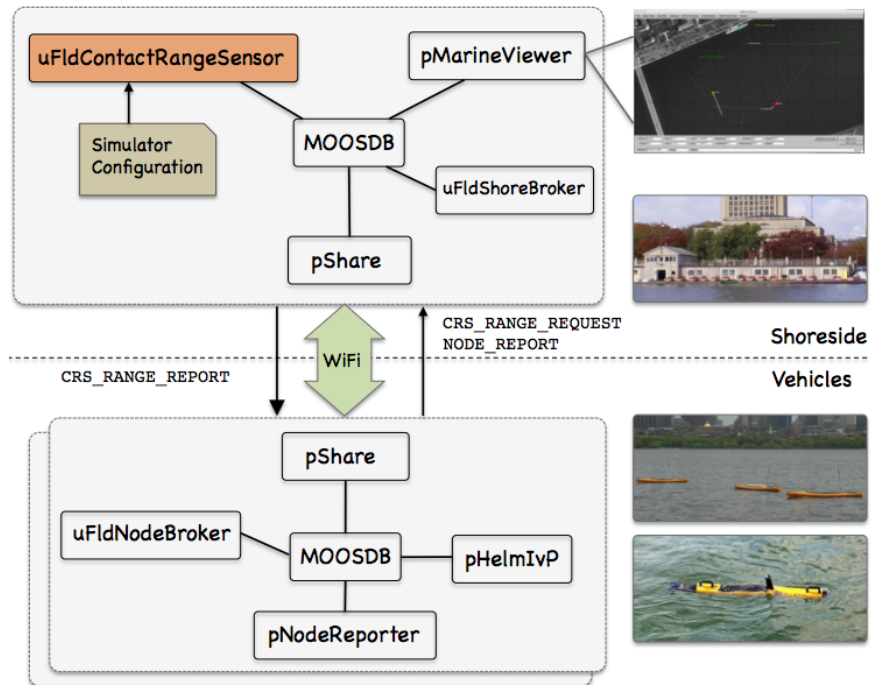 uFldContactRangeSensor
pMarineViewer
Simulator
Configuration
MOOSDB
uFldShoreBroker
pShare
CRS_RANGE_REQUEST
NODE_REPORT
WiFi
Shoreside
CRS_RANGE_REPORT
Vehicles
pShare
uFldNodeBroker
MOOSDB
pHelmIvP
pNodeReporter